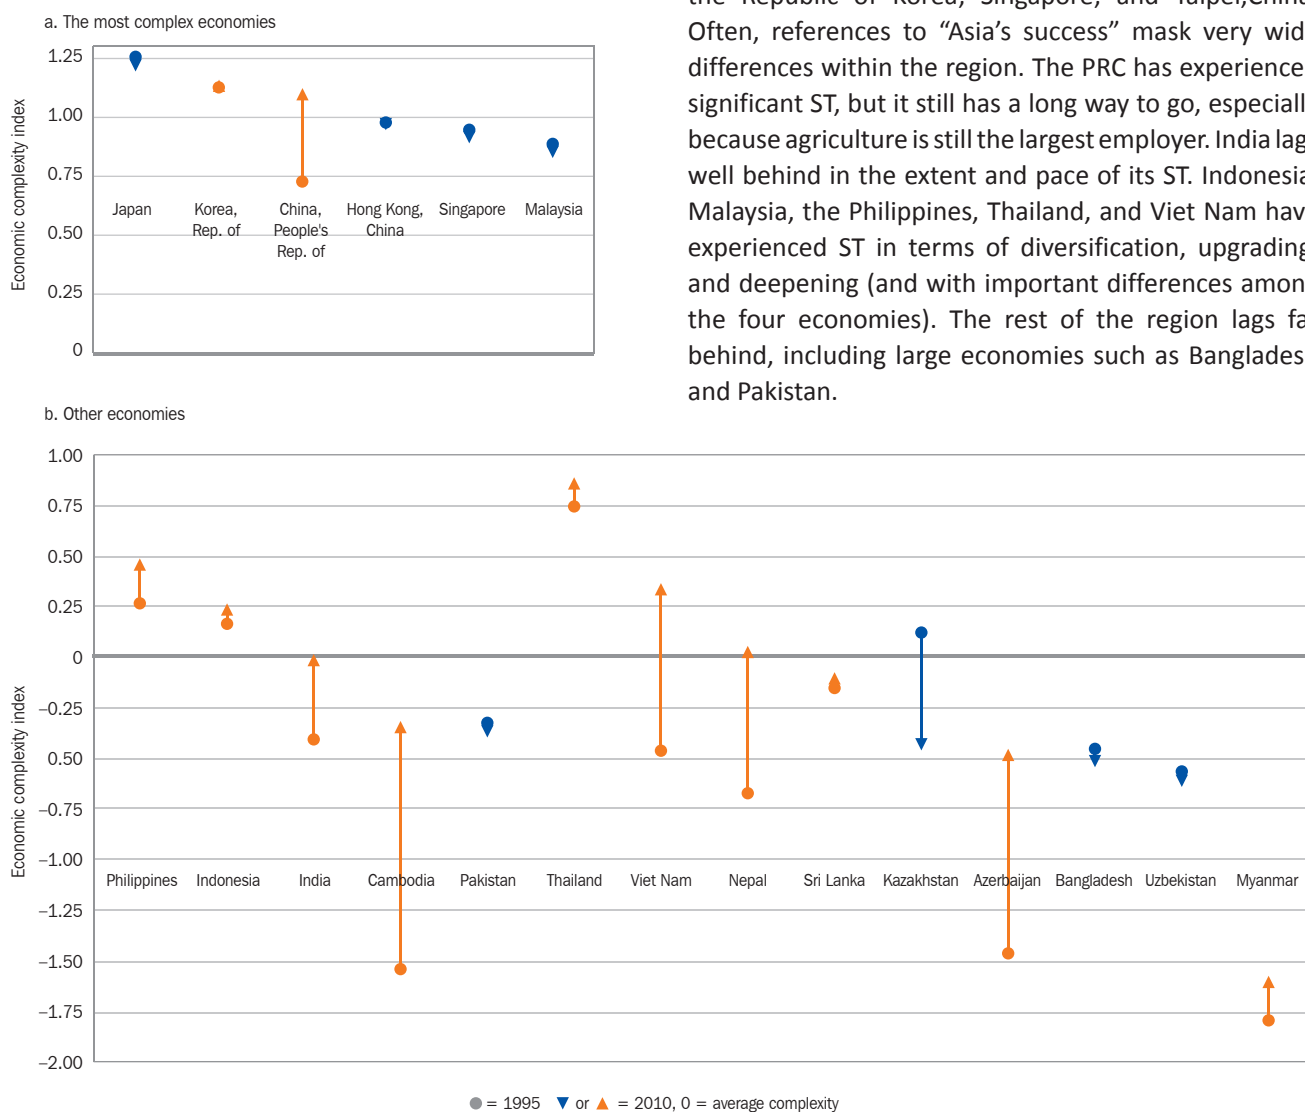 a. The most complex economies
Economic complexity index
1.25
1.00
0.75
0.50
0.25
0
Japan
Korea,
Rep. of
China,
People's
Rep. of
Hong Kong,
China
Singapore
Malaysia
the Republic of Korea, Singapore, and Taipei,China
Often, references to “Asia’s success” mask very wid
differences within the region. The PRC has experience
significant ST, but it still has a long way to go, especiall
because agriculture is still the largest employer. India lag
well behind in the extent and pace of its ST. Indonesia
Malaysia, the Philippines, Thailand, and Viet Nam hav
experienced ST in terms of diversification, upgrading
and deepening (and with important differences amon
the four economies). The rest of the region lags fa
behind, including large economies such as Banglades
and Pakistan.
b. Other economies
Economic complexity index
1.00
0.75
0.50
0.25
0
–0.25
0.50
–0.75
–1.00
–1.25
–1.50
–1.75
–2.00
Philippines
Indonesia
India
Cambodia
Pakistan
Thailand
Viet Nam
Nepal
Sri Lanka
Kazakhstan
Azerbaijan
Bangladesh
Uzbekistan
Myanmar
= 1995 or = 2010, 0 = average complexity